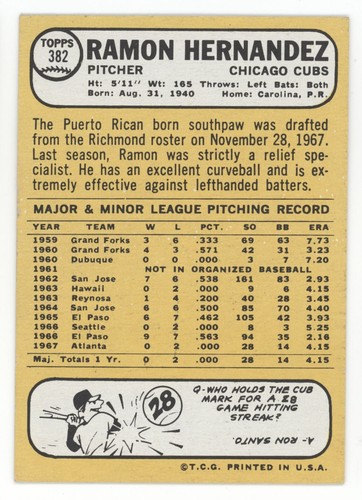 TOPPS
382
RAMON HERNANDEZ
PITCHER CHICAGO CUBS
Ht: 5'11" Wt: 165 Throws: Left Bats: Both
Born: Aug. 31, 1940 Home: Carolina, P.R.
The Puerto Rican born southpaw was drafted
from the Richmond roster on November 28, 1967.
Last season, Ramon was strictly a relief spe-
cialist. He has an excellent curveball and is ex-
tremely effective against lefthanded batters.
MAJOR & MINOR LEAGUE PITCHING RECORD
YEAR TEAM W L PCT. SO BB ERA
1959 Grand Forks 3 6 .333 69 63 7.73
1960 Grand Forks 4 3 .571 42 31 3.23
1960 Dubuque 0 0 .000 3 7 7.20
1961 NOT IN ORGANIZED BASEBALL
1962 San Jose 7 6 .538 161 83 2.93
1963 Hawaii 0 2 .000 9 6 4.15
1963 Reynosa 1 4 .200 40 28 3.45
1964 San Jose 6 6 .500 85 70 4.40
1965 El Paso 6 7 .462 105 42 3.93
1966 Seattle 0 2 .000 8 3 5.25
1966 El Paso 9 7 .563 94 35 2.16
1967 Atlanta 0 2 .000 28 14 4.15
Maj. Totals 1 Yr. 0 2 .000 28 14 4.15
28
Q-WHO HOLDS THE CUB
MARK FOR A 28
GAME HITTING
STREAK?
A- RON SANTO.
©T.C.G. PRINTED IN U.S.A.